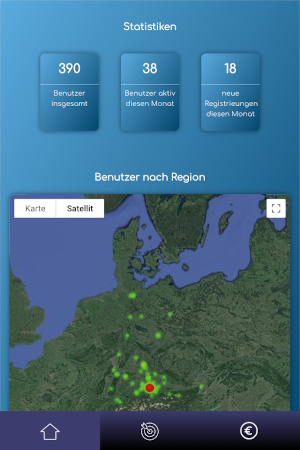 Statistiken
390
Benutzer
insgesamt
38
Benutzer aktiv
diesen Monat
18
neue
Registrieungen
diesen Monat
Benutzer nach Region
Karte Satellit